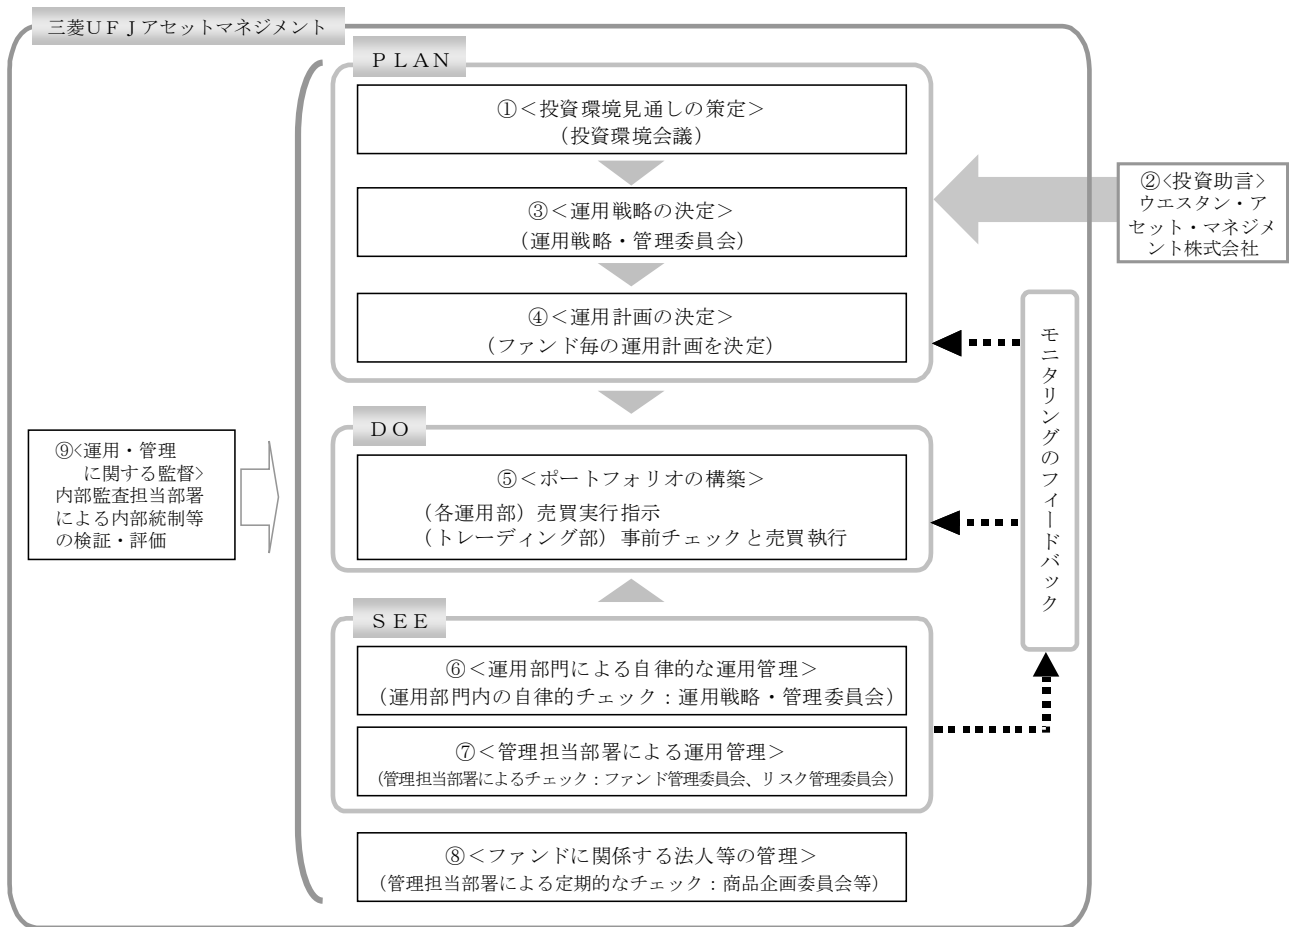 三菱ＵＦＪアセットマネジメント
ＰＬＡＮ
①＜投資環境見通しの策定＞
（投資環境会議）
②<投資助言>
ウエスタン・ア
セット・マネジメ
ント株式会社
③＜運用戦略の決定＞
（運用戦略・管理委員会）
④＜運用計画の決定＞
（ファンド毎の運用計画を決定）
モニタリングのフィードバック
ＤＯ
⑤＜ポートフォリオの構築＞
（各運用部）売買実行指示
（トレーディング部）事前チェックと売買執行
⑨<運用・管理
に関する監督>
内部監査担当部署
による内部統制等
の検証・評価
ＳＥＥ
⑥＜運用部門による自律的な運用管理＞
（運用部門内の自律的チェック：運用戦略・管理委員会）
⑦＜管理担当部署による運用管理＞
（管理担当部署によるチェック：ファンド管理委員会、リスク管理委員会）
⑧＜ファンドに関係する法人等の管理＞
（管理担当部署による定期的なチェック：商品企画委員会等）